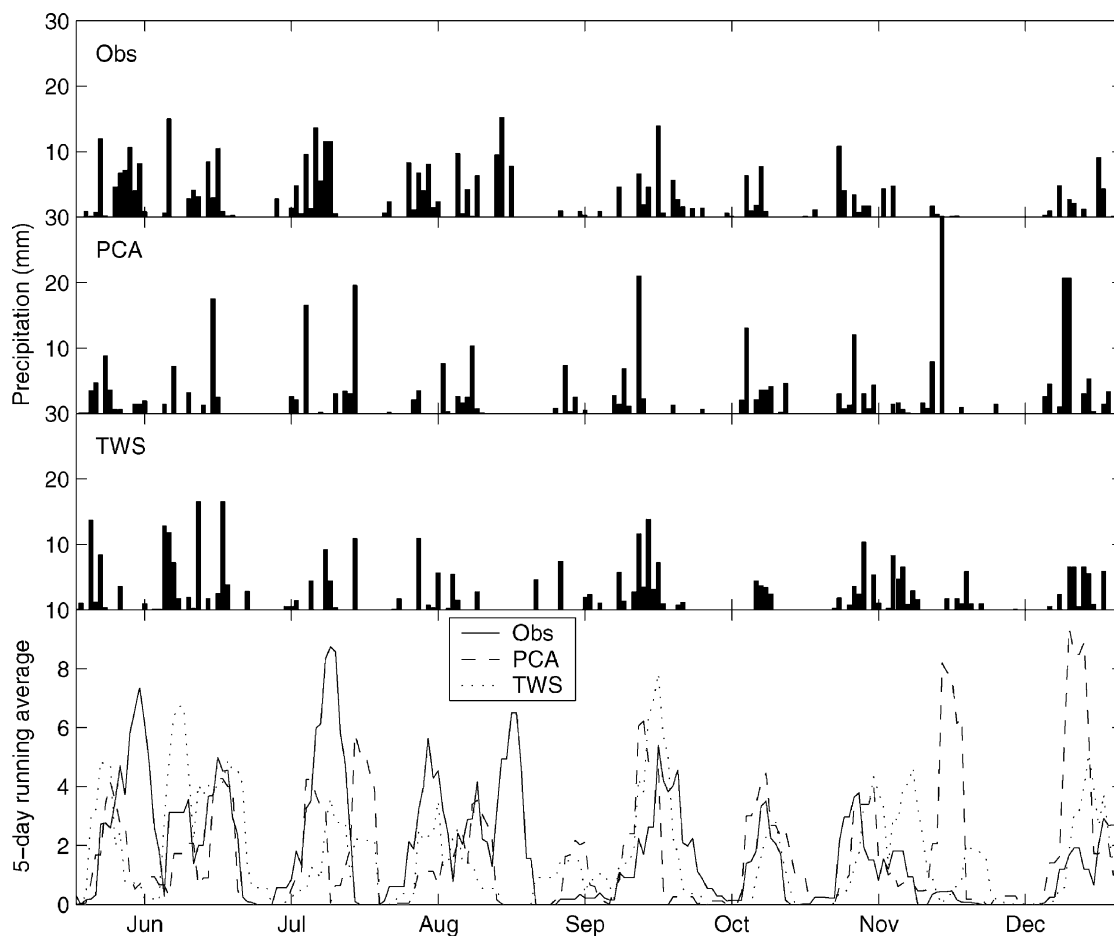 30
Obs
20
10
30
PCA
20
10
30
TWS
20
10
10
Precipitation (mm)
Obs
PCA
TWS
8
6
4
2
0
5-day running average
Jun Jul Aug Sep Oct Nov Dec